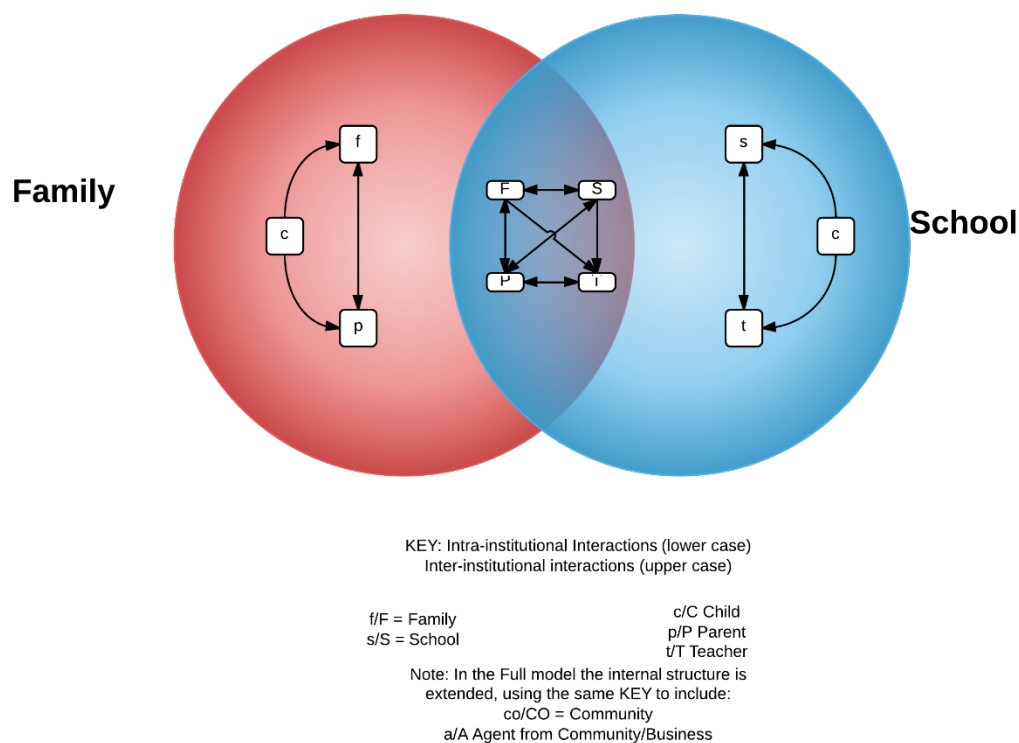 f
s
F
S
Family
c
c
School
P
T
p
t
KEY: Intra-institutional Interactions (lower case)
Inter-institutional interactions (upper case)
f/F = Family
s/S = School
c/C Child
p/P Parent
t/T Teacher
Note: In the Full model the internal structure is
extended, using the same KEY to include:
co/CO = Community
a/A Agent from Community/Business